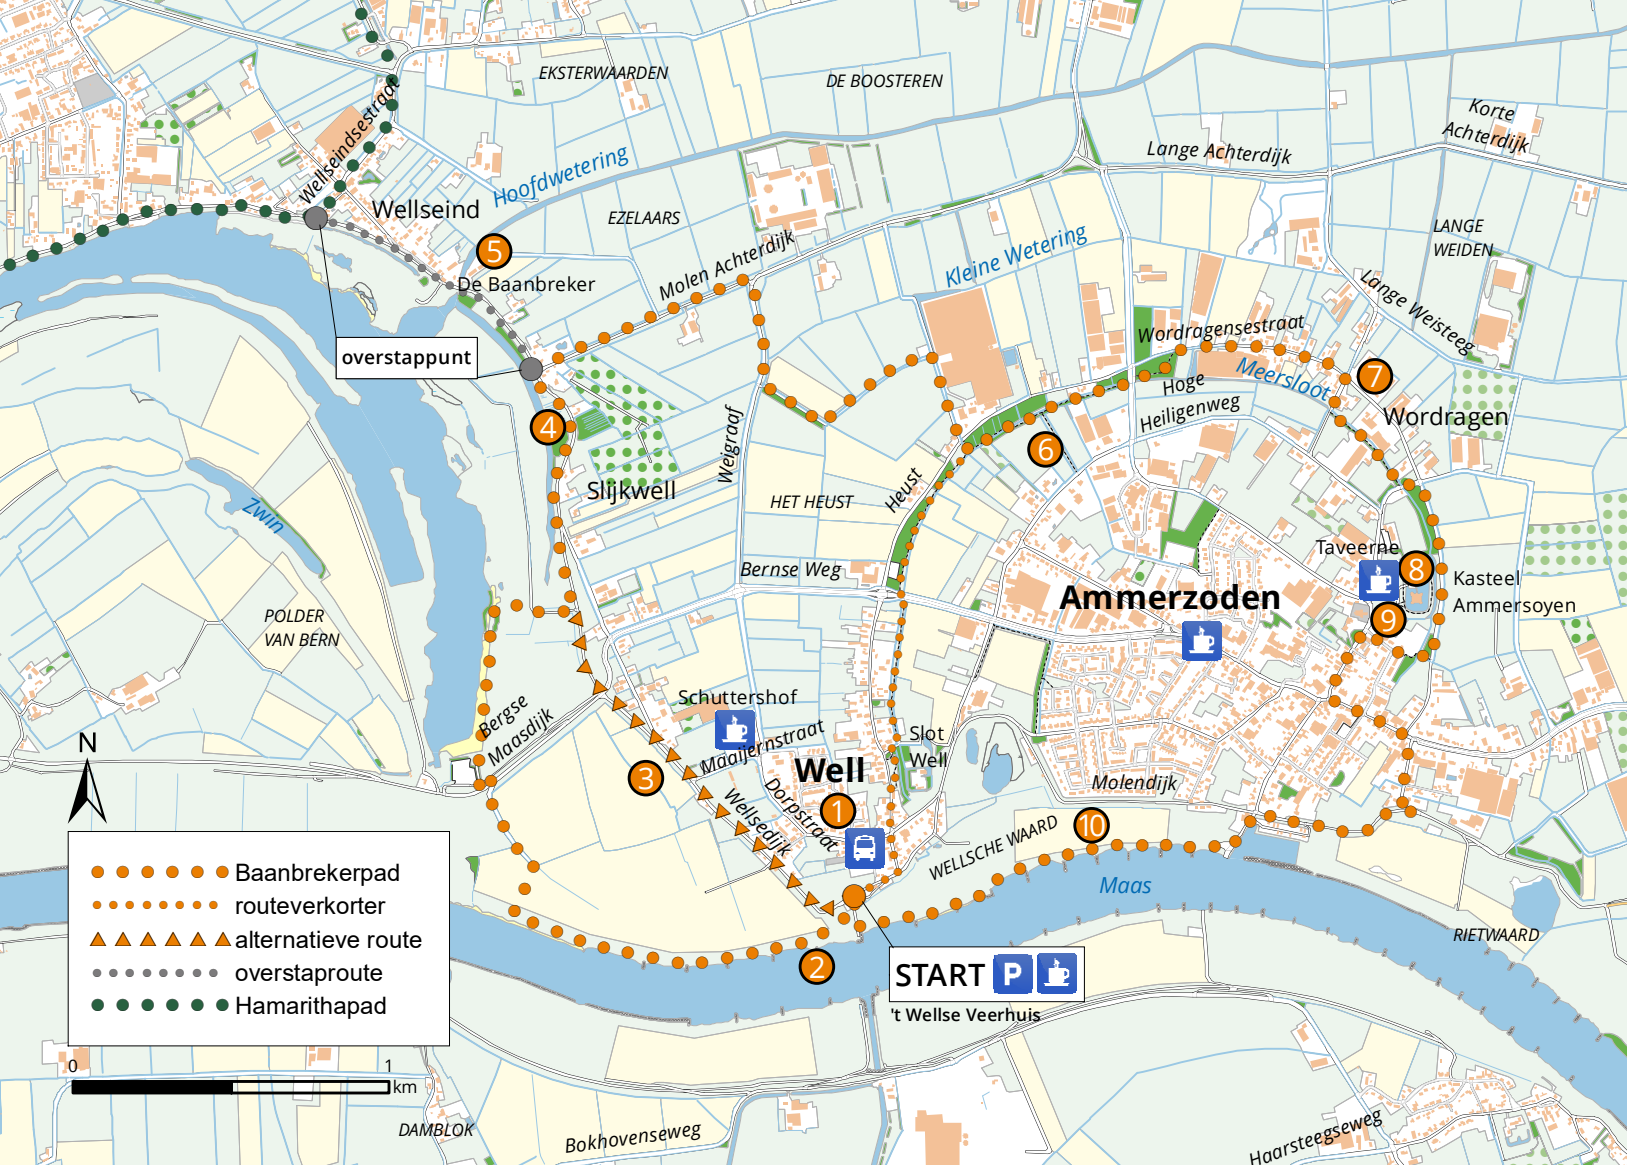 EKSTERWAARDEN
DE BOOSTEREN
Korte
Achterdijk
Lange Achterdijk
Wellseindsestraat
Hoofdwetering
Wellseind
EZELAARS
LANGE
WEIDEN
5
De Baanbreker
Molen Achterdijk
Kleine Wetering
Lange Weisteeg
overstappunt
Wordragensestraat
Meersloot
7
Hoge
Heiligenweg
Wordragen
4
Weigraaf
6
Slijkwell
HET HEUST
Heust
Zwin
Taveerne
Bernse Weg
8
Kasteel
Ammersoyen
Ammerzoden
9
POLDER
VAN BERN
Schuttershof
Bergse
Maasdijk
N
Maaijernstraat
Slot
Well
Well
3
Molendijk
Wellsedijk
Dorpstraat
1
10
WELLSCHE WAARD
Maas
Baanbrekerpad
routeverkorter
alternatieve route
overstaproute
Hamarithapad
2
RIETWAARD
START P
't Wellse Veerhuis
0 1
km
DAMBLOK
Bokhovenseweg
Haarsteegseweg